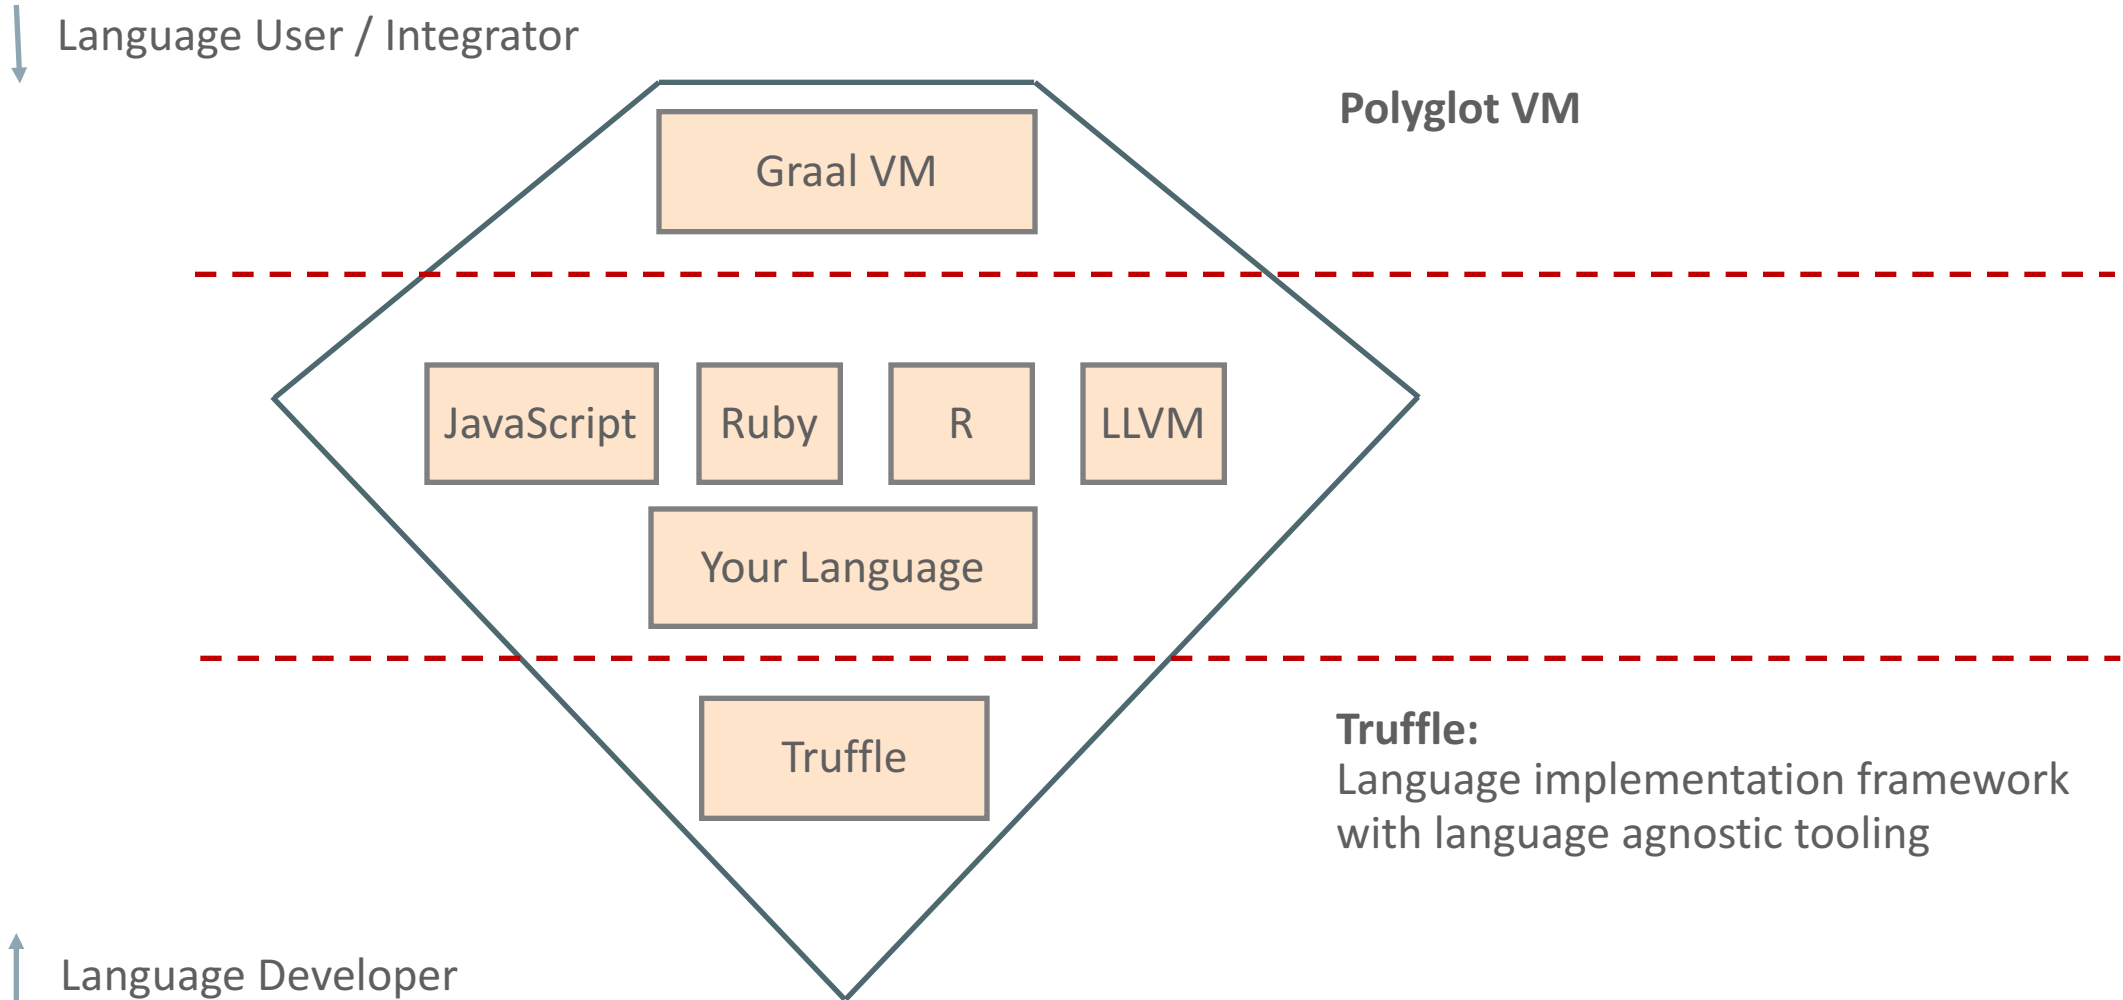 Language User / Integrator
Polyglot VM
Graal VM
JavaScript
Ruby
R
LLVM
Your Language
Truffle
Truffle:
Language implementation framework
with language agnostic tooling
Language Developer